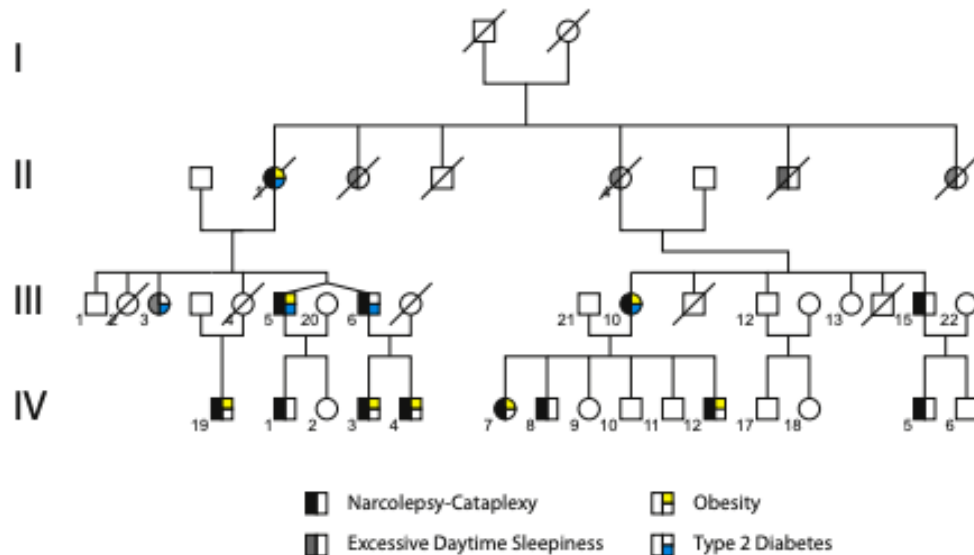 I
II
2 4
III
1 2 3 4 5 20 6 21 10 12 13 15 22
IV
19 1 2 3 4 7 8 9 10 11 12 17 18 5 6
Narcolepsy-Cataplexy Obesity
Excessive Daytime Sleepiness Type 2 Diabetes